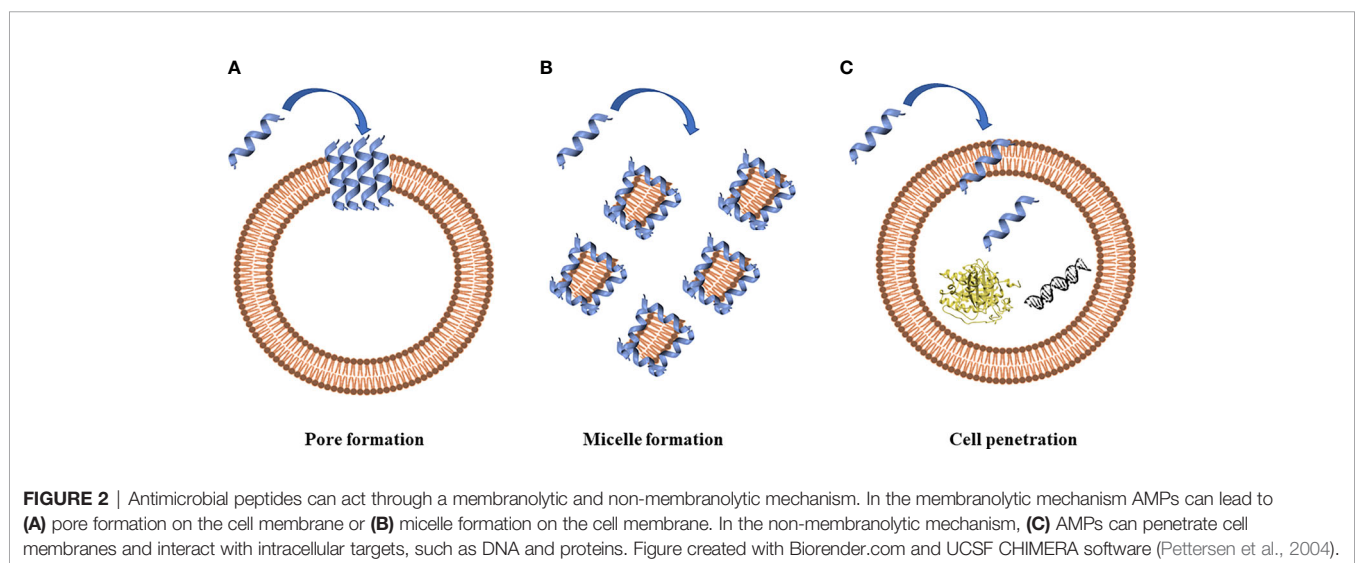 A
B
C
Pore formation
Micelle formation
Cell penetration
FIGURE 2 | Antimicrobial peptides can act through a membranolytic and non-membranolytic mechanism. In the membranolytic mechanism AMPs can lead to
(A) pore formation on the cell membrane or (B) micelle formation on the cell membrane. In the non-membranolytic mechanism, (C) AMPs can penetrate cell
membranes and interact with intracellular targets, such as DNA and proteins. Figure created with Biorender.com and UCSF CHIMERA software (Pettersen et al., 2004).